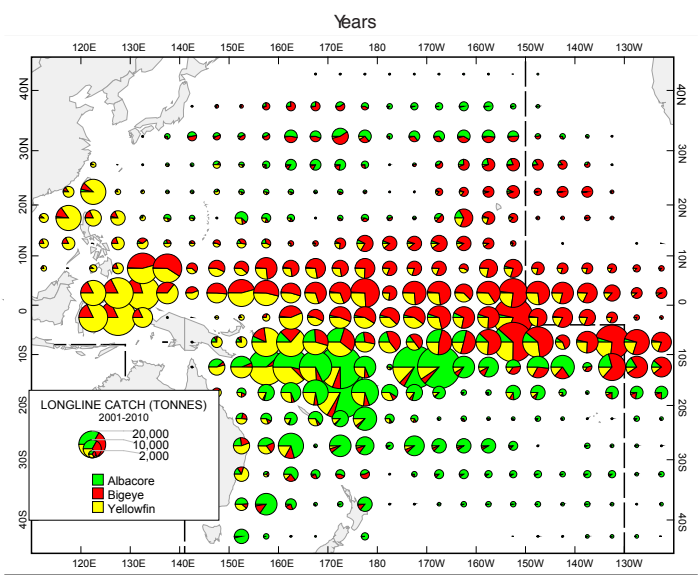 Years
120E 130E 140E 150E 160E 170E 180 170W 160W 150W 140W 130W
40N 40N
30N 30N
20N 20N
10N 10N
0 0
10S 10S
20S 20S
30S 30S
40S 40S
LONGLINE CATCH (TONNES)
2001-2010
20,000
10,000
2,000
Albacore
Bigeye
Yellowfin
120E 130E 140E 150E 160E 170E 180 170W 160W 150W 140W 130W